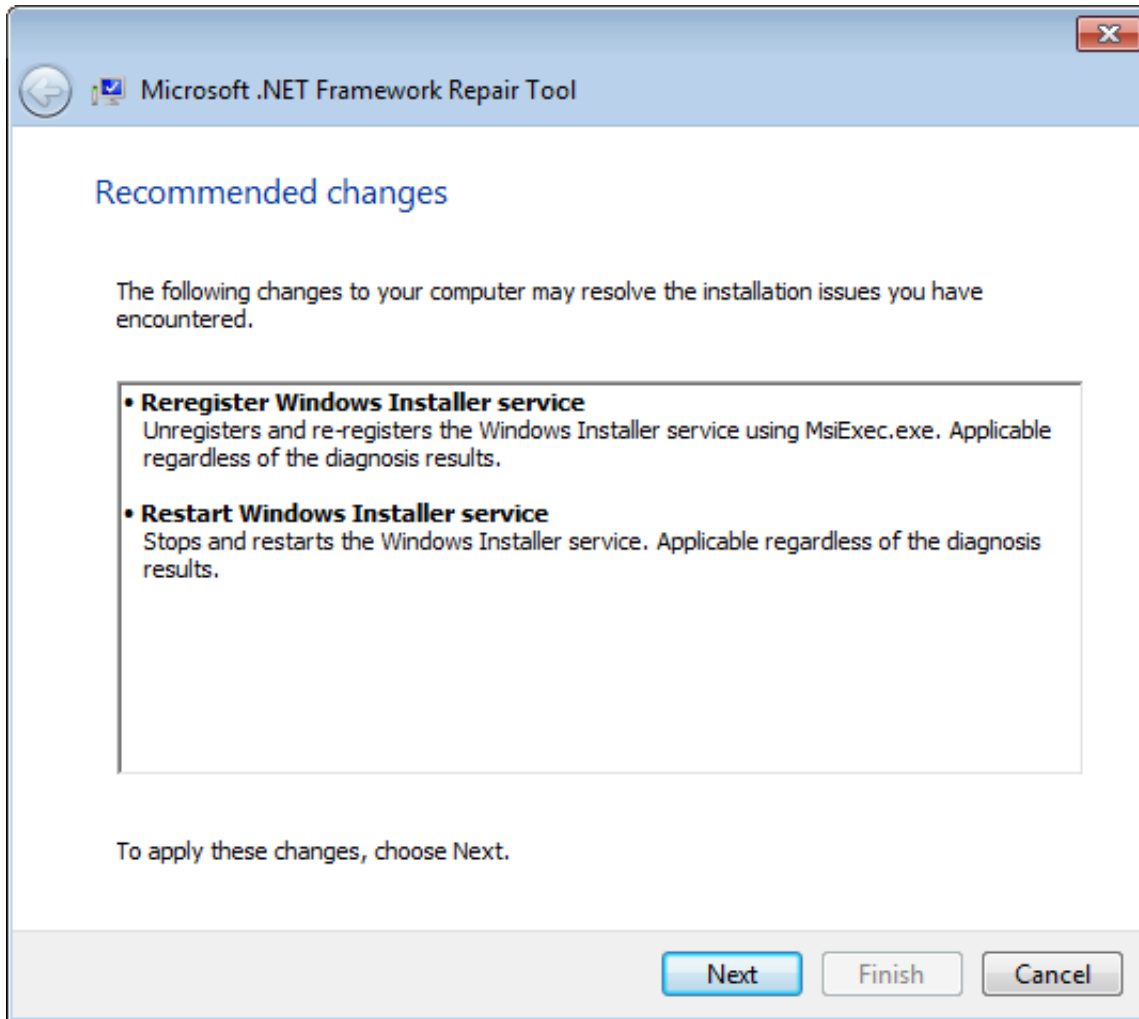 Microsoft .NET Framework Repair Tool
Recommended changes
The following changes to your computer may resolve the installation issues you have
encountered.
• Reregister Windows Installer service
Unregisters and re-registers the Windows Installer service using MsiExec.exe. Applicable
regardless of the diagnosis results.
• Restart Windows Installer service
Stops and restarts the Windows Installer service. Applicable regardless of the diagnosis
results.
To apply these changes, choose Next.
Next Finish Cancel